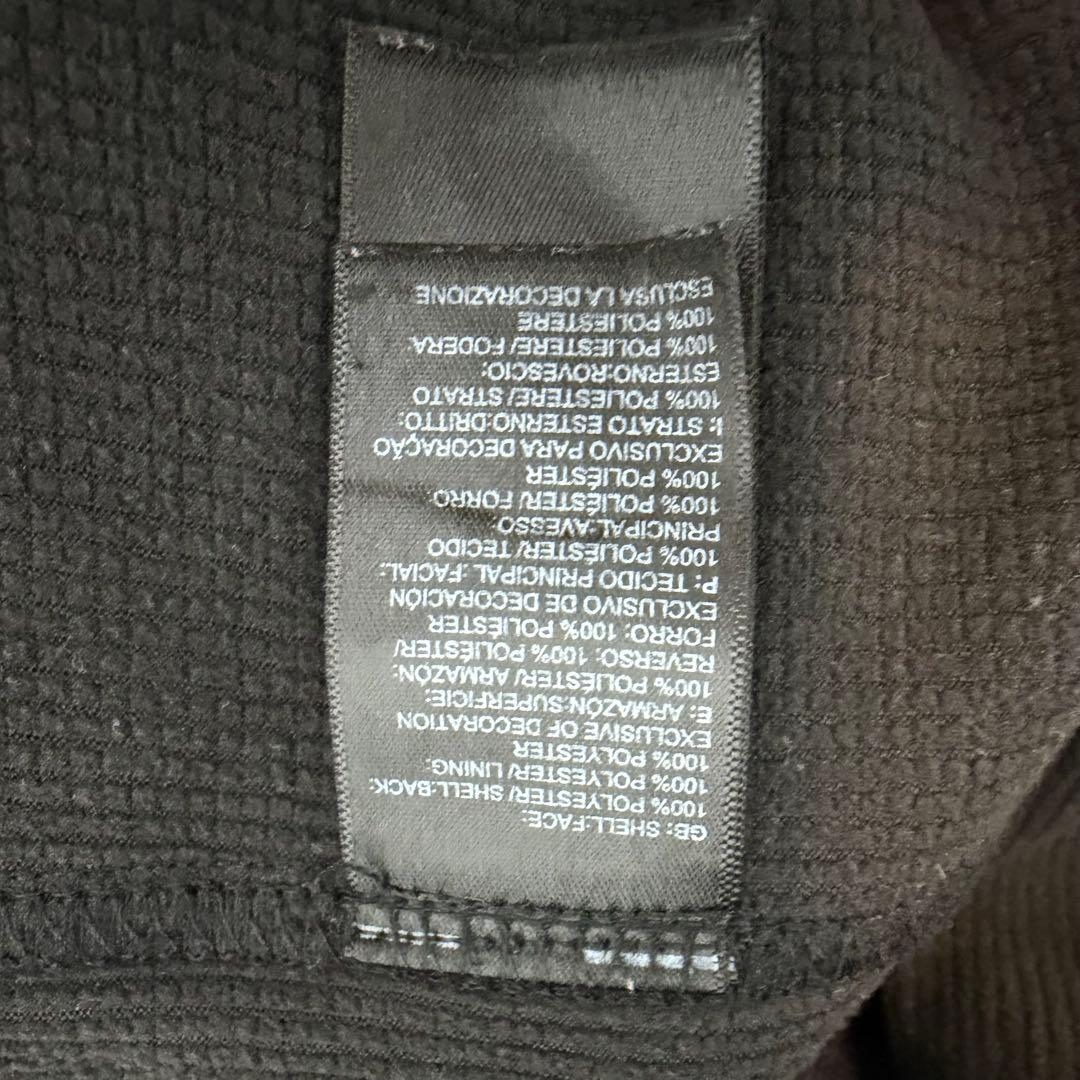 GB: SHELL:FACE:
100% POLYESTER/ SHELL:BACK:
100% POLYESTER/ LINING:
100% POLYESTER
EXCLUSIVE OF DECORATION
E: ARMAZÓN:SUPERFICIE:
100% POLIÉSTER/ ARMAZÓN:
REVERSO: 100% POLIÉSTER/
FORRO: 100% POLIÉSTER
EXCLUSIVO DE DECORACIÓN
P: TECIDO PRINCIPAL:FACIAL:
100% POLIÉSTER/ TECIDO
PRINCIPAL:AVESSO:
100% POLIÉSTER/ FORRO:
100% POLIÉSTER
EXCLUSIVO PARA DECORAÇÃO
I: STRATO ESTERNO:DRITTO:
100% POLIESTERE/ STRATO
ESTERNO:ROVESCIO:
100% POLIESTERE/ FODERA
100% POLIESTERE
ESCLUSA LA DECORAZIONE